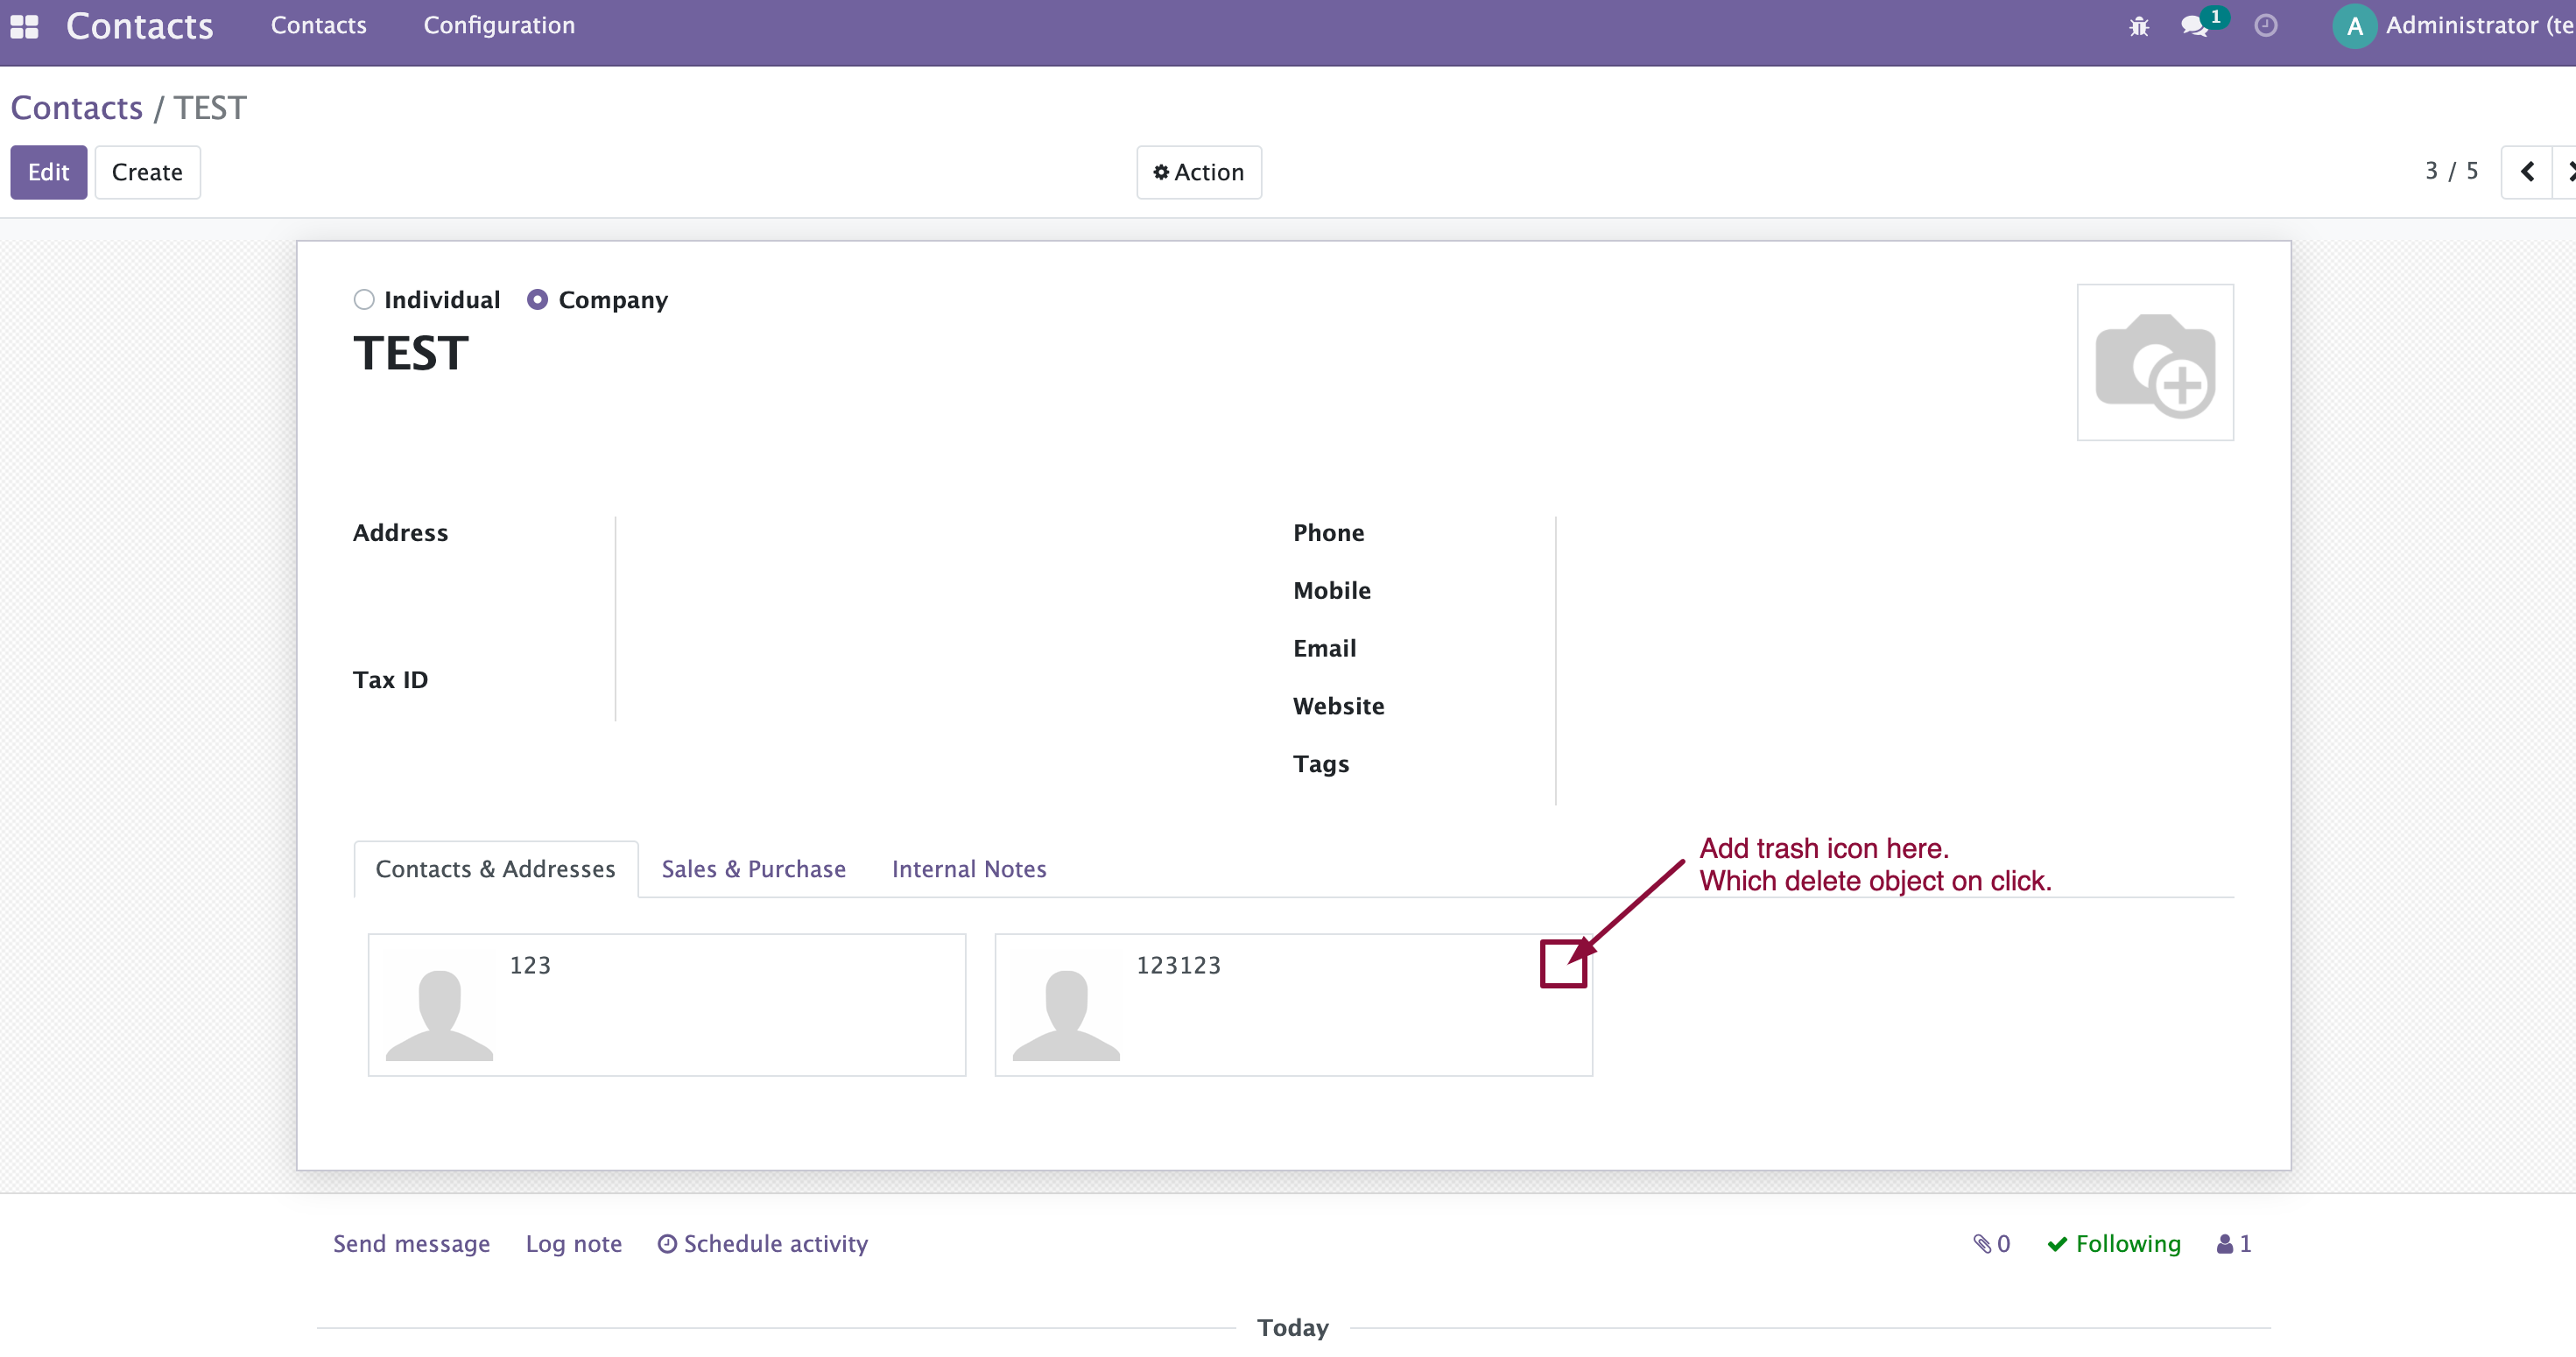 Contacts Contacts Configuration 1 A Administrator (te
Contacts / TEST
Edit Create Action 3 / 5
Individual Company
TEST
Address Phone
Mobile
Email
Tax ID
Website
Tags
Add trash icon here.
Which delete object on click.
Contacts & Addresses Sales & Purchase Internal Notes
123 123123
Send message Log note Schedule activity 0 Following 1
Today